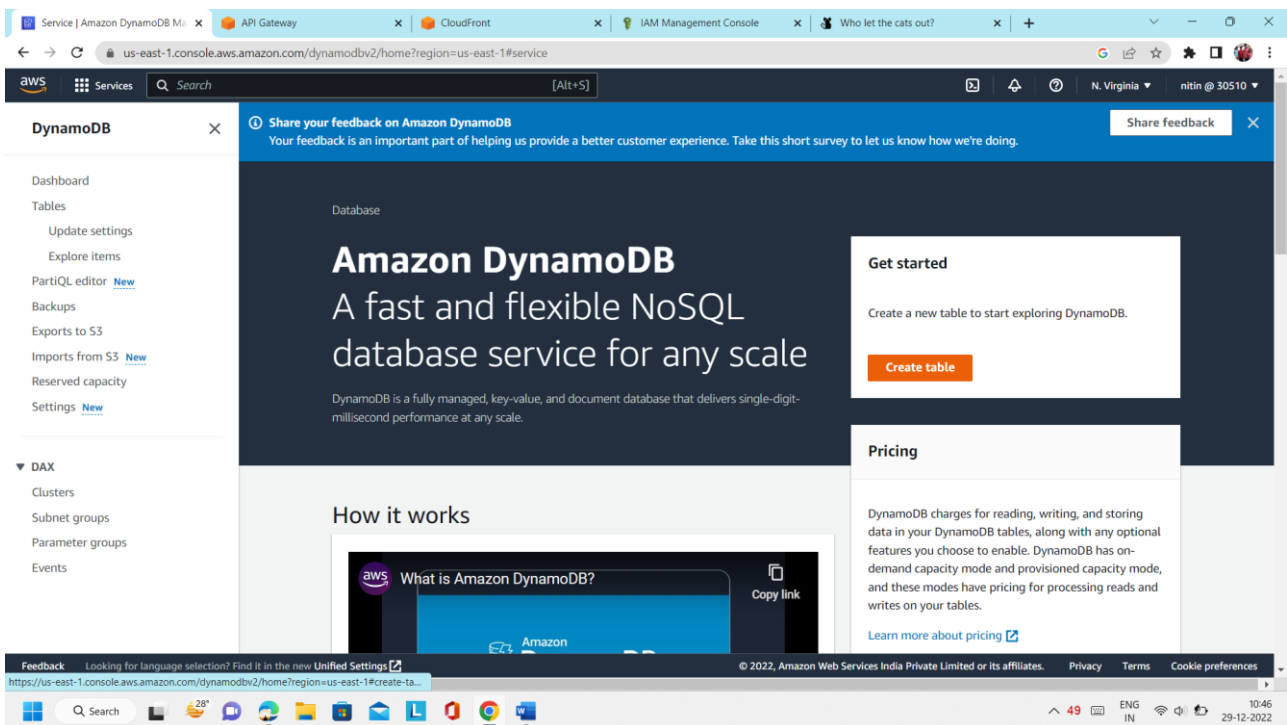 Service | Amazon DynamoDB Ma
API Gateway
CloudFront
IAM Management Console
Who let the cats out?
us-east-1.console.aws.amazon.com/dynamodbv2/home?region=us-east-1#service
aws
Services
Search
[Alt+S]
N. Virginia
nitin @ 30510
DynamoDB
Dashboard
Tables
Update settings
Explore items
PartiQL editor New
Backups
Exports to S3
Imports from S3 New
Reserved capacity
Settings New
DAX
Clusters
Subnet groups
Parameter groups
Events
Share your feedback on Amazon DynamoDB
Your feedback is an important part of helping us provide a better customer experience. Take this short survey to let us know how we're doing.
Share feedback
Database
Amazon DynamoDB
A fast and flexible NoSQL
database service for any scale
DynamoDB is a fully managed, key-value, and document database that delivers single-digit-
millisecond performance at any scale.
Get started
Create a new table to start exploring DynamoDB.
Create table
Pricing
DynamoDB charges for reading, writing, and storing
data in your DynamoDB tables, along with any optional
features you choose to enable. DynamoDB has on-
demand capacity mode and provisioned capacity mode,
and these modes have pricing for processing reads and
writes on your tables.
Learn more about pricing
How it works
aws
What is Amazon DynamoDB?
Copy link
Amazon
Feedback
Looking for language selection? Find it in the new Unified Settings
© 2022, Amazon Web Services India Private Limited or its affiliates.
Privacy
Terms
Cookie preferences
https://us-east-1.console.aws.amazon.com/dynamodbv2/home?region=us-east-1#create-ta...
Search
28°
L
49
ENG
IN
10:46
29-12-2022